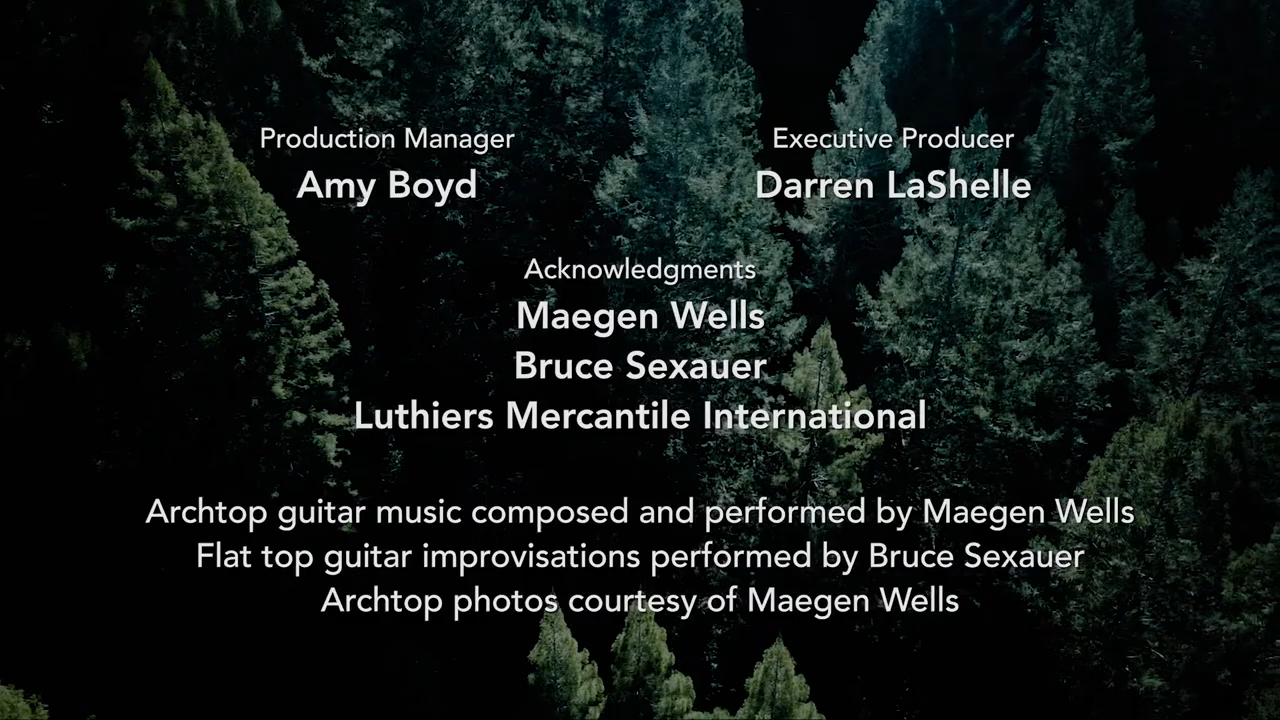 Production Manager
Amy Boyd
Executive Producer
Darren LaShelle
Acknowledgments
Maegen Wells
Bruce Sexauer
Luthiers Mercantile International
Archtop guitar music composed and performed by Maegen Wells
Flat top guitar improvisations performed by Bruce Sexauer
Archtop photos courtesy of Maegen Wells